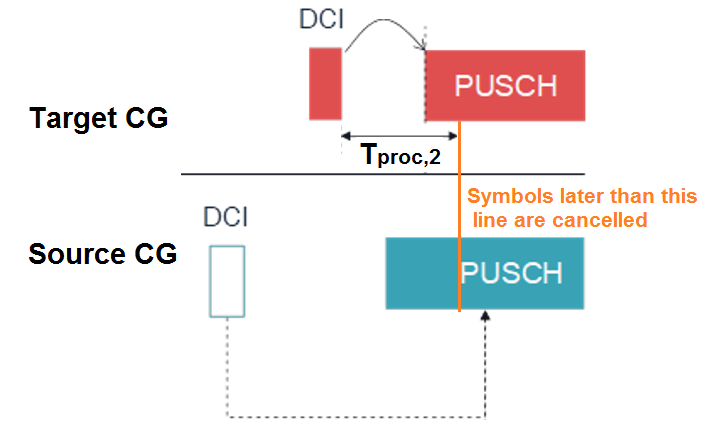 DCI
PUSCH
Target CG
Tproc,2
Symbols later than this
line are cancelled
DCI
Source CG
PUSCH